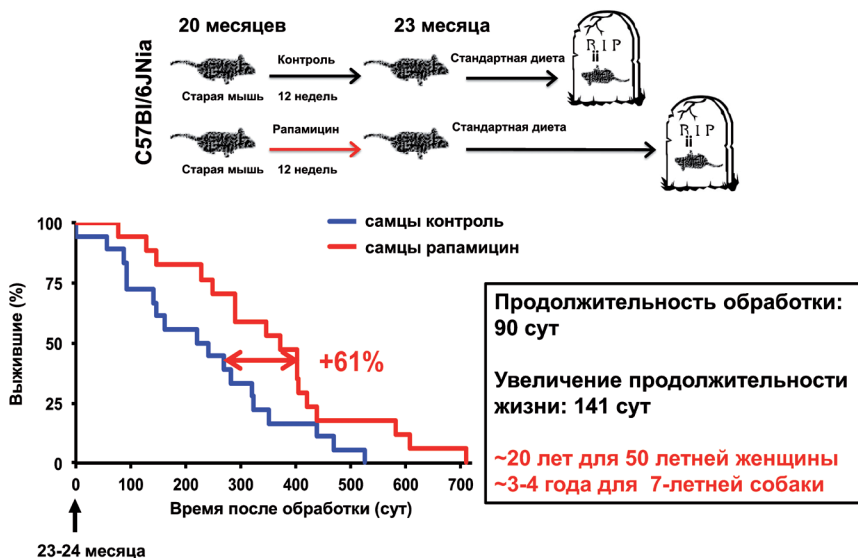 20 месяцев
23 месяца
C57Bl/6JNia
Контроль
Стандартная диета
R I P
Старая мышь
12 недель
Рапамицин
Стандартная диета
R I P
Старая мышь
12 недель
самцы контроль
самцы рапамицин
Выжившие (%)
100
75
50
25
0
+61%
0
100
200
300
400
500
600
700
Время после обработки (сут)
23-24 месяца
Продолжительность обработки:
90 сут
Увеличение продолжительности
жизни: 141 сут
~20 лет для 50 летней женщины
~3-4 года для 7-летней собаки